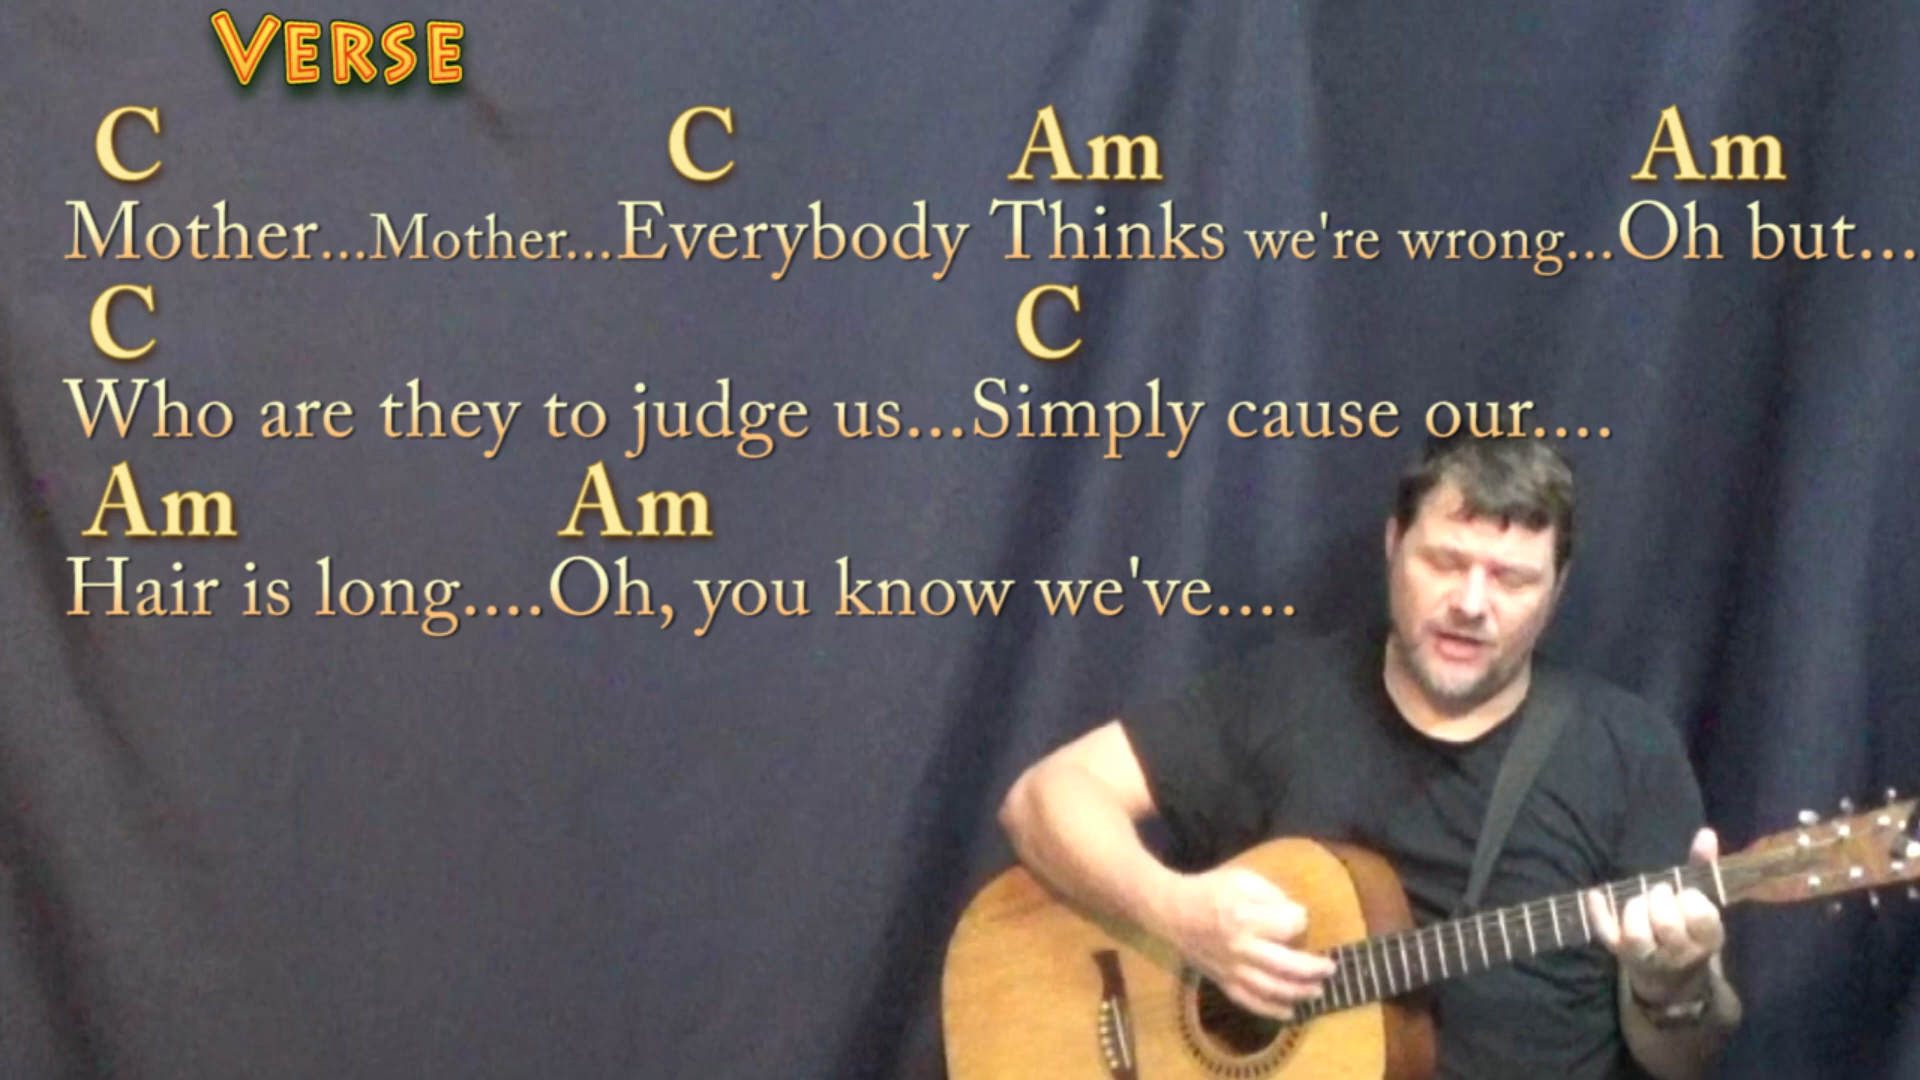 VERSE
C C Am Am
Mother...Mother...Everybody Thinks we're wrong...Oh but...
C C
Who are they to judge us...Simply cause our....
Am Am
Hair is long....Oh, you know we've....